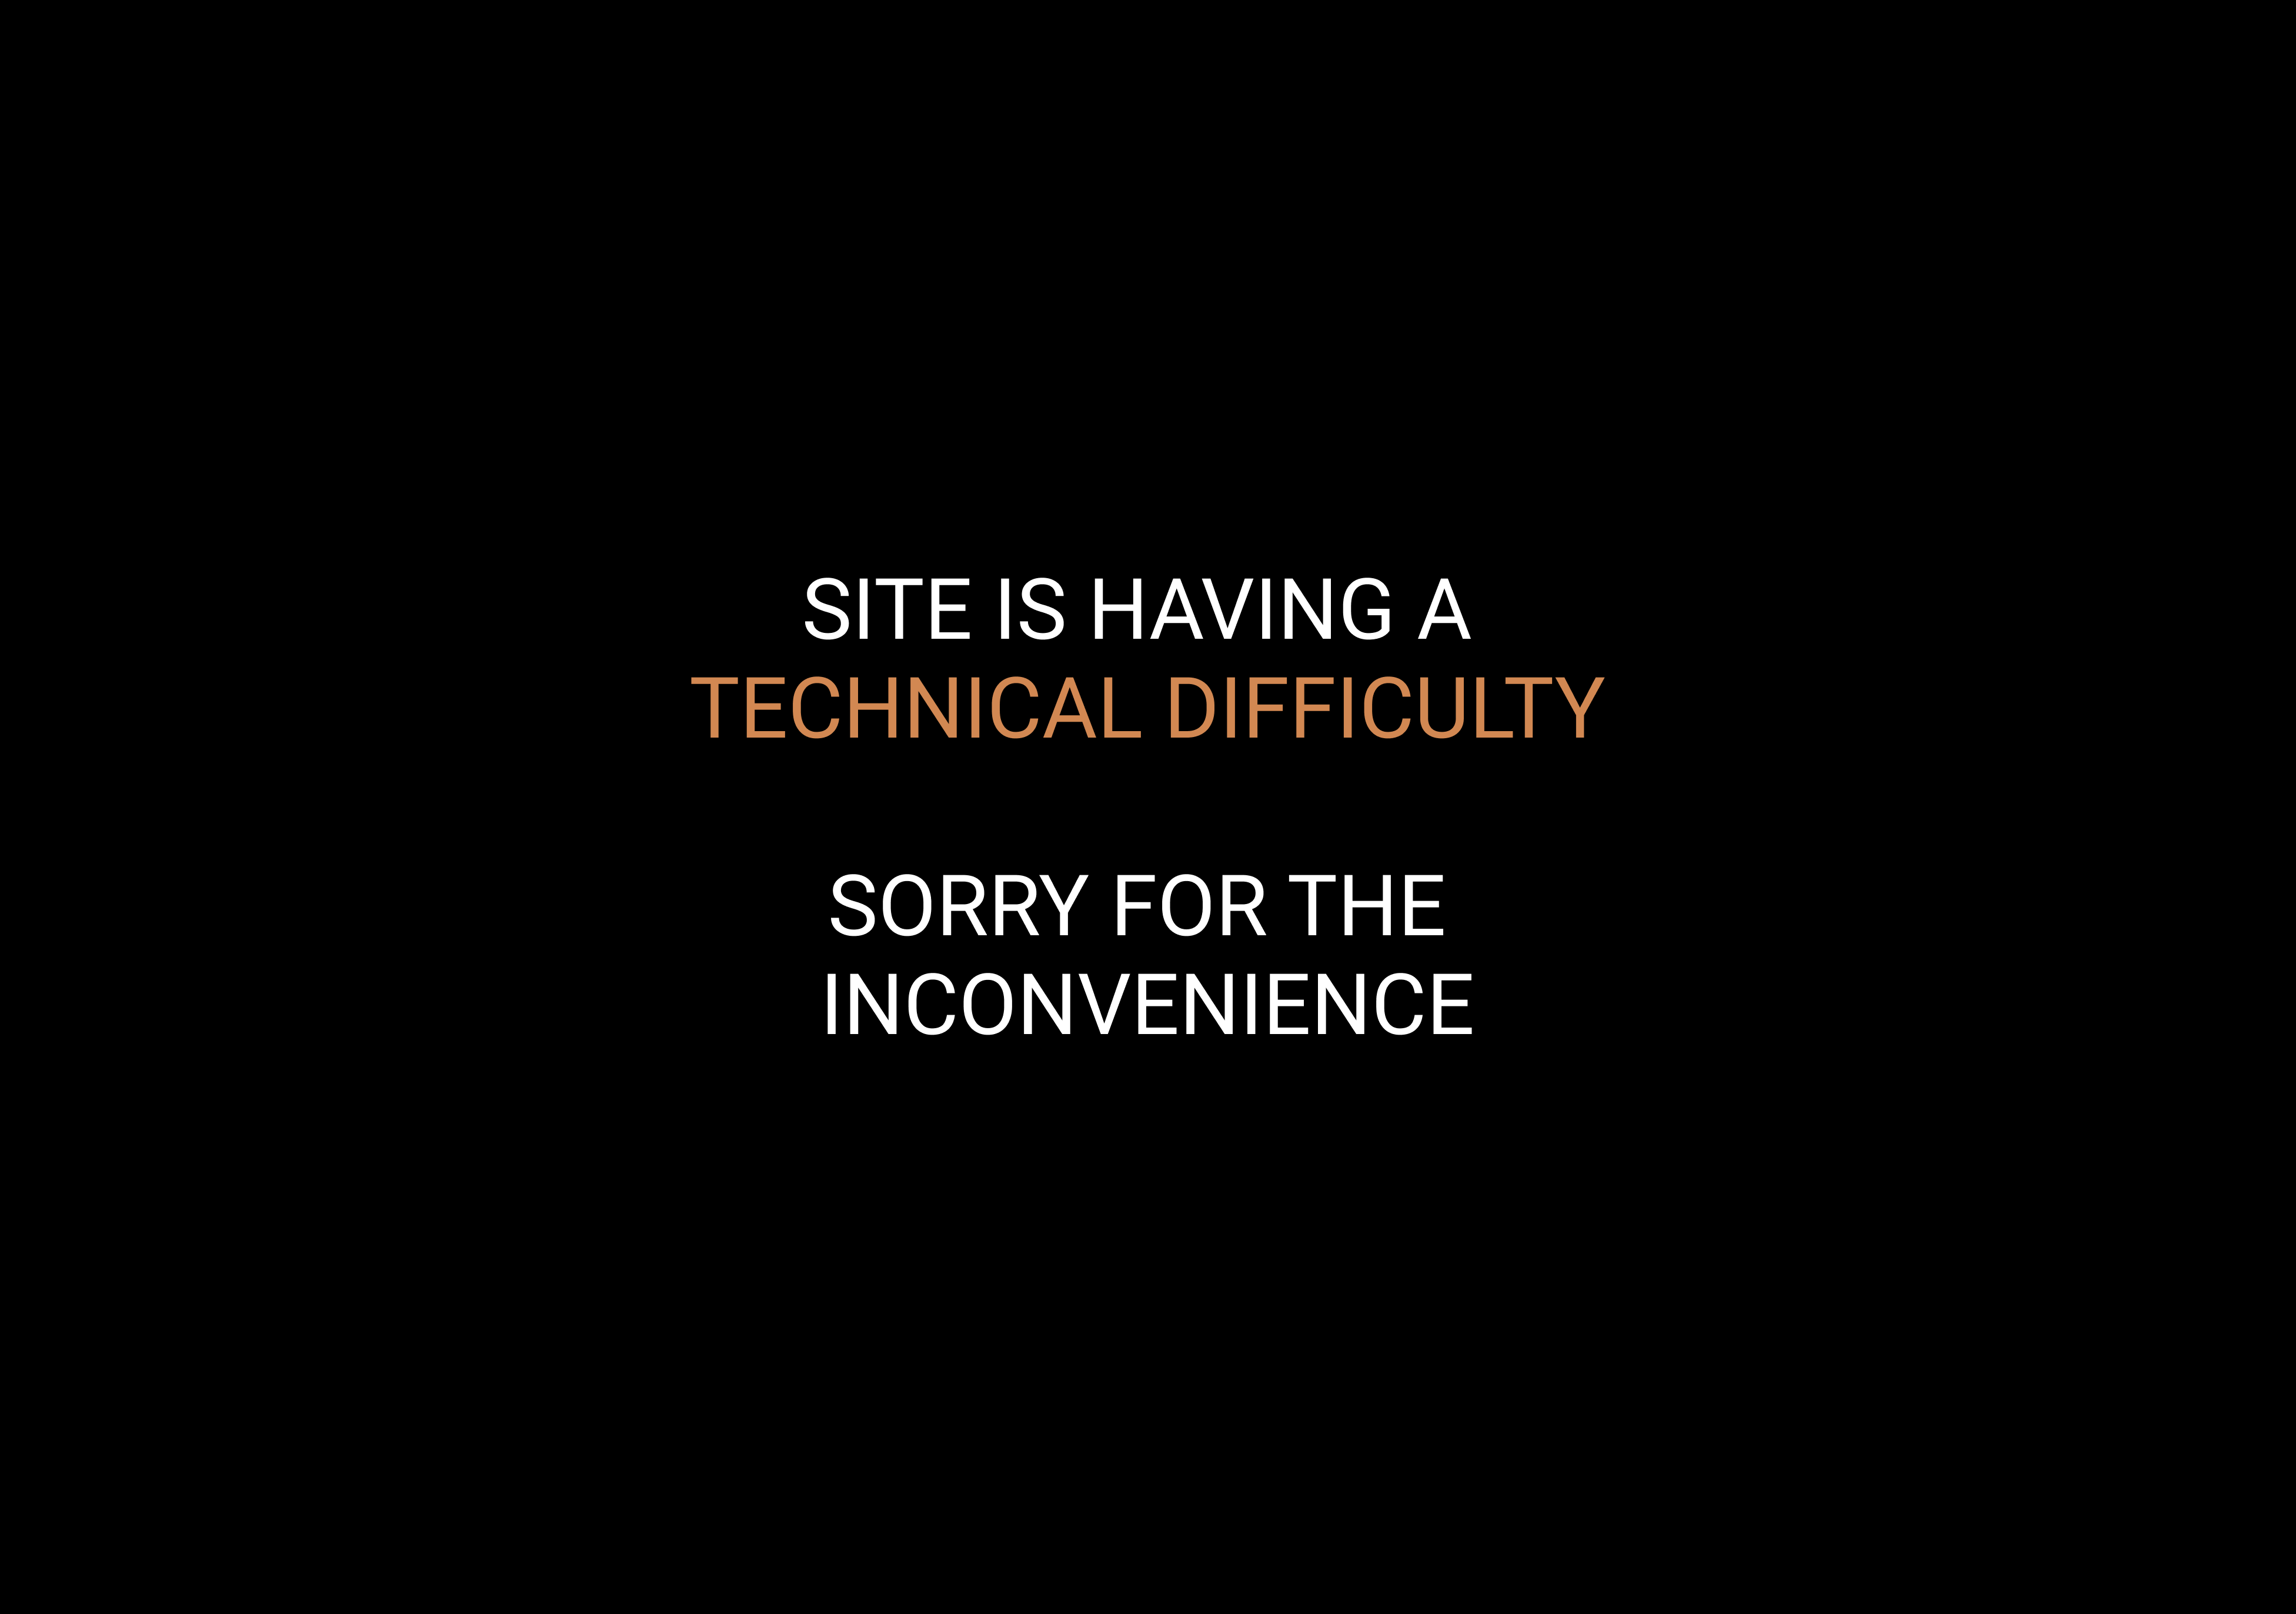 SITE IS HAVING A
TECHNICAL DIFFICULTY
SORRY FOR THE
INCONVENIENCE